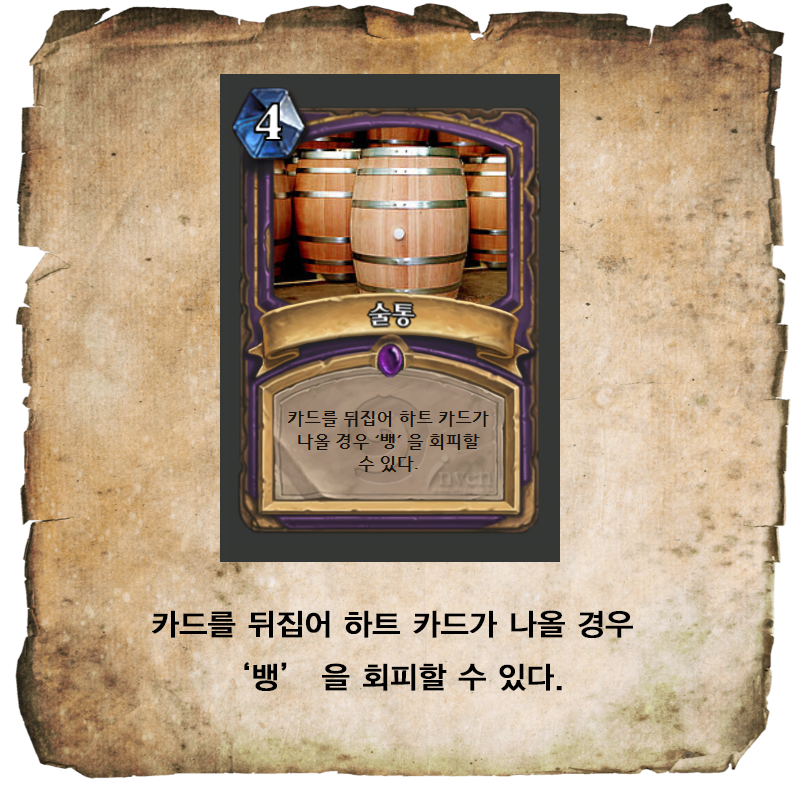 4
술통
카드를 뒤집어 하트 카드가
나올 경우 ‘뱅’ 을 회피할
수 있다.
nven
카드를 뒤집어 하트 카드가 나올 경우
‘뱅’ 을 회피할 수 있다.